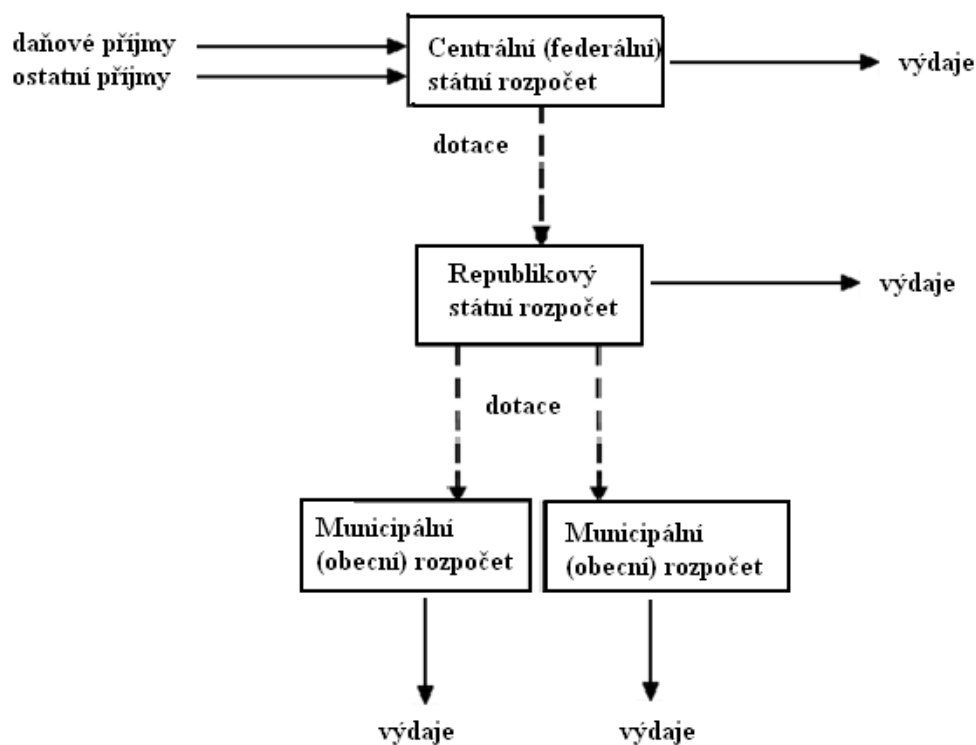 daňové příjmy
ostatní příjmy
Centrální (federální)
státní rozpočet
výdaje
dotace
Republikový
státní rozpočet
výdaje
dotace
Municipální
(obecní) rozpočet
Municipální
(obecní) rozpočet
výdaje
výdaje